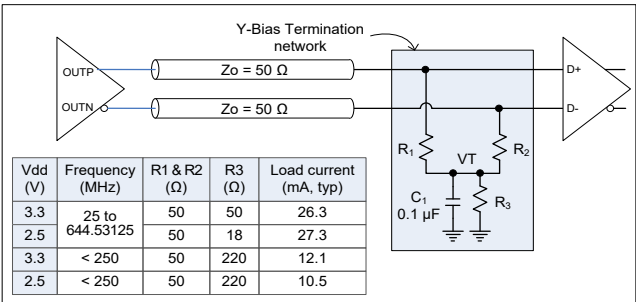 Y-Bias Termination
network
OUTP
OUTN
Zo = 50 Ω
Zo = 50 Ω
D+
D-
R1
VT
R2
C1
0.1 µF
R3
Vdd (V) Frequency (MHz) R1 & R2 (Ω) R3 (Ω) Load current (mA, typ)
3.3 25 to 644.53125 50 50 26.3
2.5 50 18 27.3
3.3 < 250 50 220 12.1
2.5 < 250 50 220 10.5